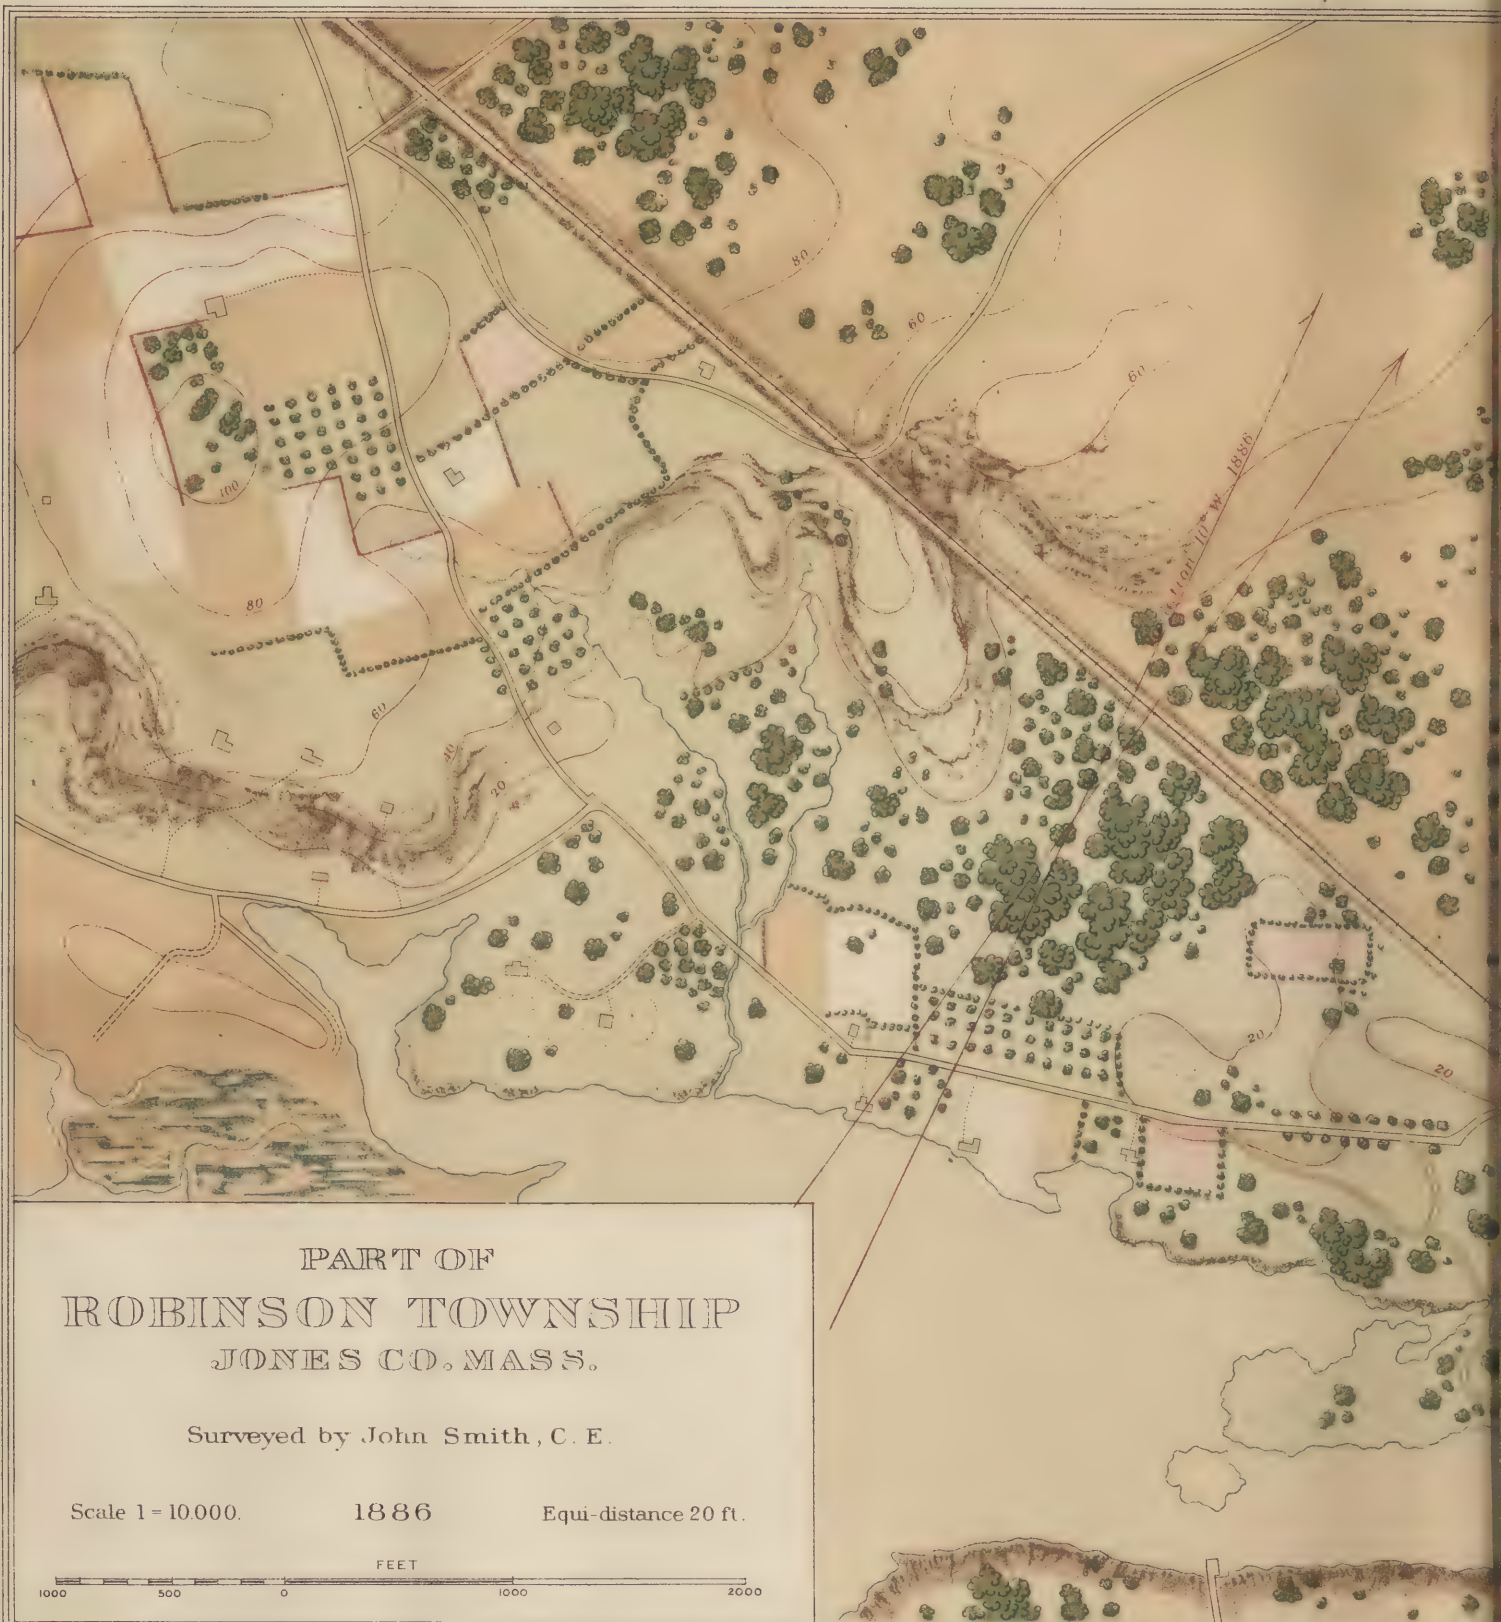 80
60
60
100
1886
10° W.
80
60
40
20
20
20
PART OF
ROBINSON TOWNSHIP
JONES CO. MASS.
Surveyed by John Smith, C. E.
Scale 1 = 10.000. 1886 Equi-distance 20 ft.
FEET
1000 500 0 1000 2000